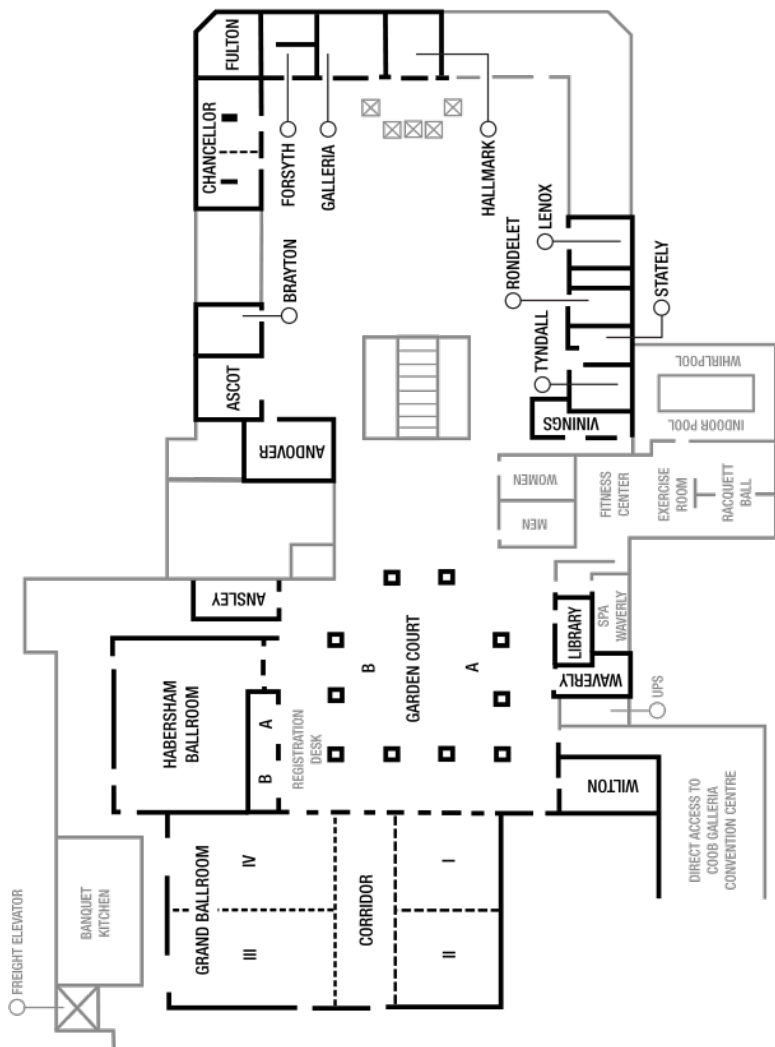 FREIGHT ELEVATOR
BANQUET
KITCHEN
GRAND BALLROOM
III
IV
CORRIDOR
II
I
HABERSHAM
BALLROOM
B
A
REGISTRATION
DESK
ANSLEY
GARDEN COURT
B
A
WILTON
DIRECT ACCESS TO
COOB GALLERIA
CONVENTION CENTRE
UPS
WAVERLY
LIBRARY
SPA
WAVERLY
MEN
WOMEN
FITNESS
CENTER
EXERCISE
ROOM
RACQUETT
BALL
INDOOR POOL
WHIRLPOOL
ANDOVER
ASCOT
BRAYTON
VININGS
TYNDALL
STATELY
RONDELET
LENOX
CHANCELLOR
FULTON
FORSYTH
GALLERIA
HALLMARK